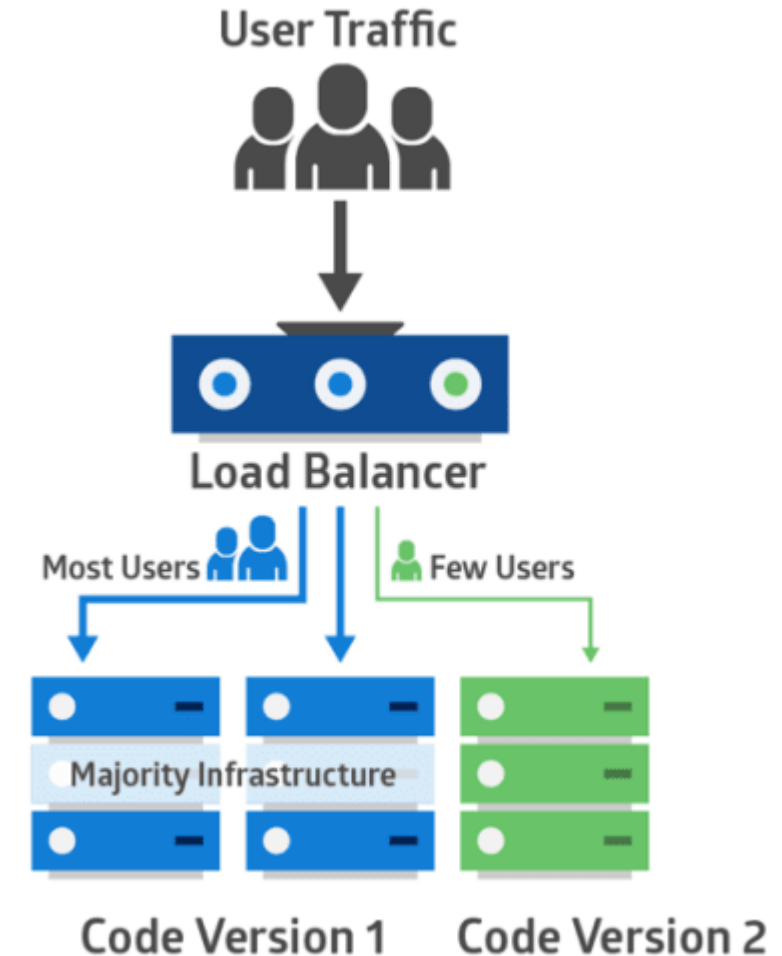 User Traffic
Load Balancer
Most Users
Few Users
Majority Infrastructure
Code Version 1
Code Version 2